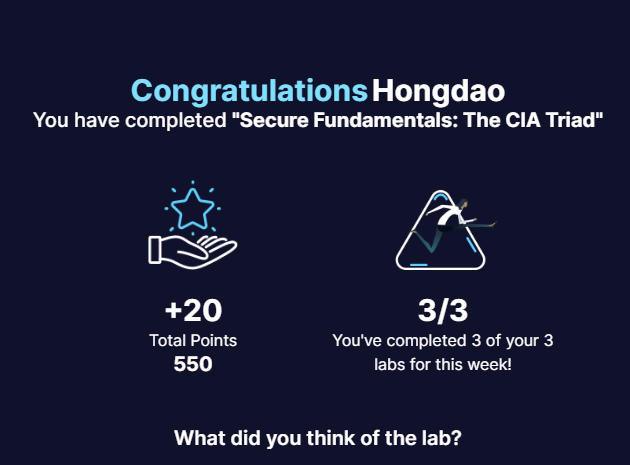 Congratulations Hongdao
You have completed "Secure Fundamentals: The CIA Triad"
+20
Total Points
550
3/3
You've completed 3 of your 3
labs for this week!
What did you think of the lab?